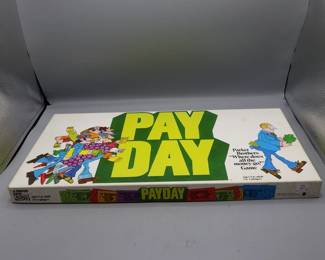 PAY
DAY
Parker
Brothers
"Where does
all the
money go?"
Game
PAYDAY